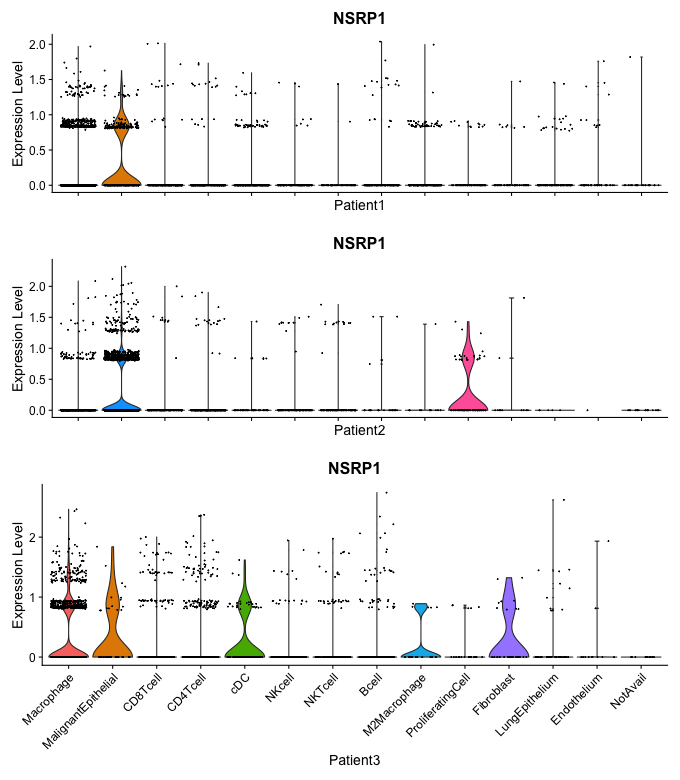 NSRP1
Expression Level
2.0
1.5
1.0
0.5
0.0
Patient1
NSRP1
Expression Level
2.0
1.5
1.0
0.5
0.0
Patient2
NSRP1
Expression Level
2
1
0
Macrophage
MalignantEpithelial
CD8Tcell
CD4Tcell
cDC
NKcell
NKTcell
Bcell
M2Macrophage
ProliferatingCell
Fibroblast
LungEpithelium
Endothelium
NotAvail
Patient3